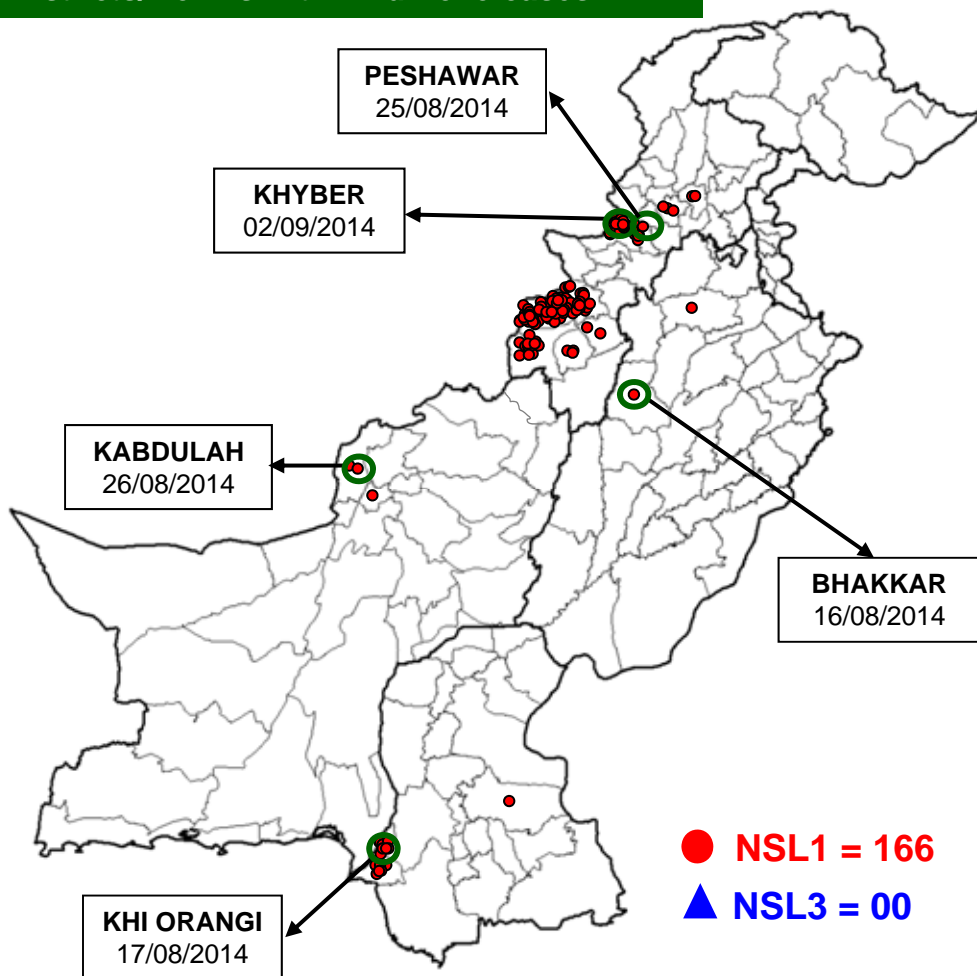 PESHAWAR
25/08/2014
KHYBER
02/09/2014
KABDULAH
26/08/2014
BHAKKAR
16/08/2014
NSL1 = 166
NSL3 = 00
KHI ORANGI
17/08/2014